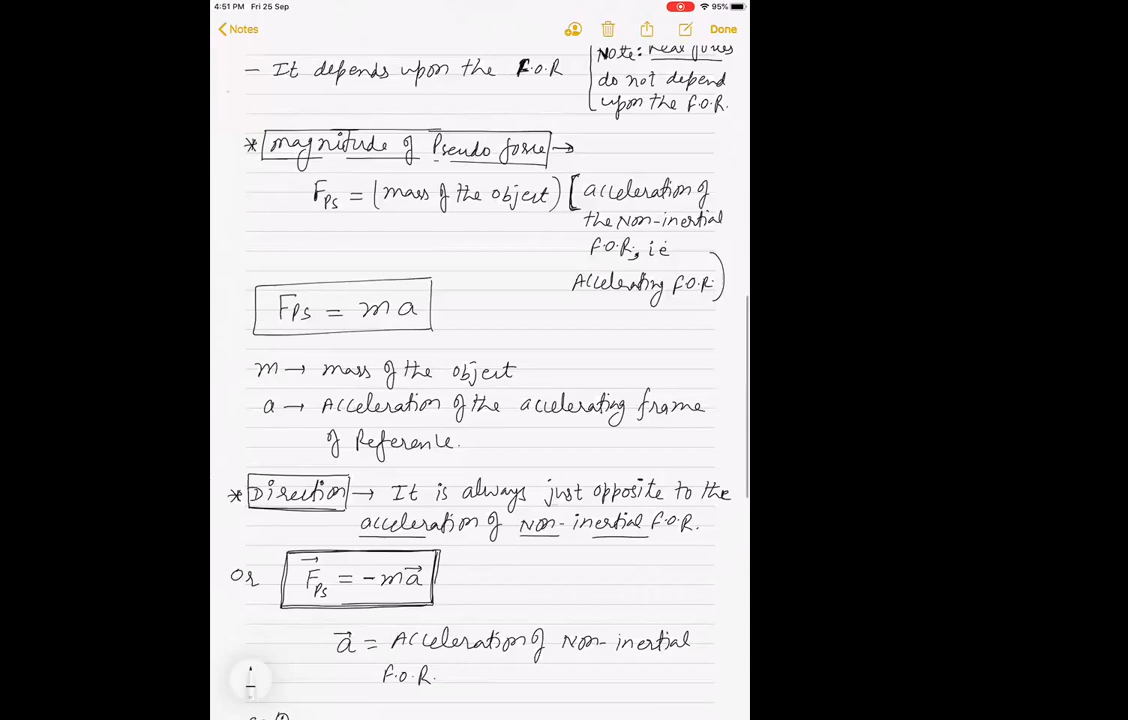 4:51 PM Fri 25 Sep
95%
Notes
Done
Note: Real forces
- It depends upon the F.O.R
do not depend
upon the F.O.R.
* Magnitude of Pseudo force →
Fps = (mass of the object) [acceleration of
the Non-inertial
F.O.R, i.e
Accelerating F.O.R)
Fps = ma
m → mass of the object
a → Acceleration of the accelerating frame
of Reference.
* Direction → It is always just opposite to the
acceleration of Non-inertial F.O.R.
Or F⃗ps = -ma⃗
a⃗ = Acceleration of Non-inertial
F.O.R.